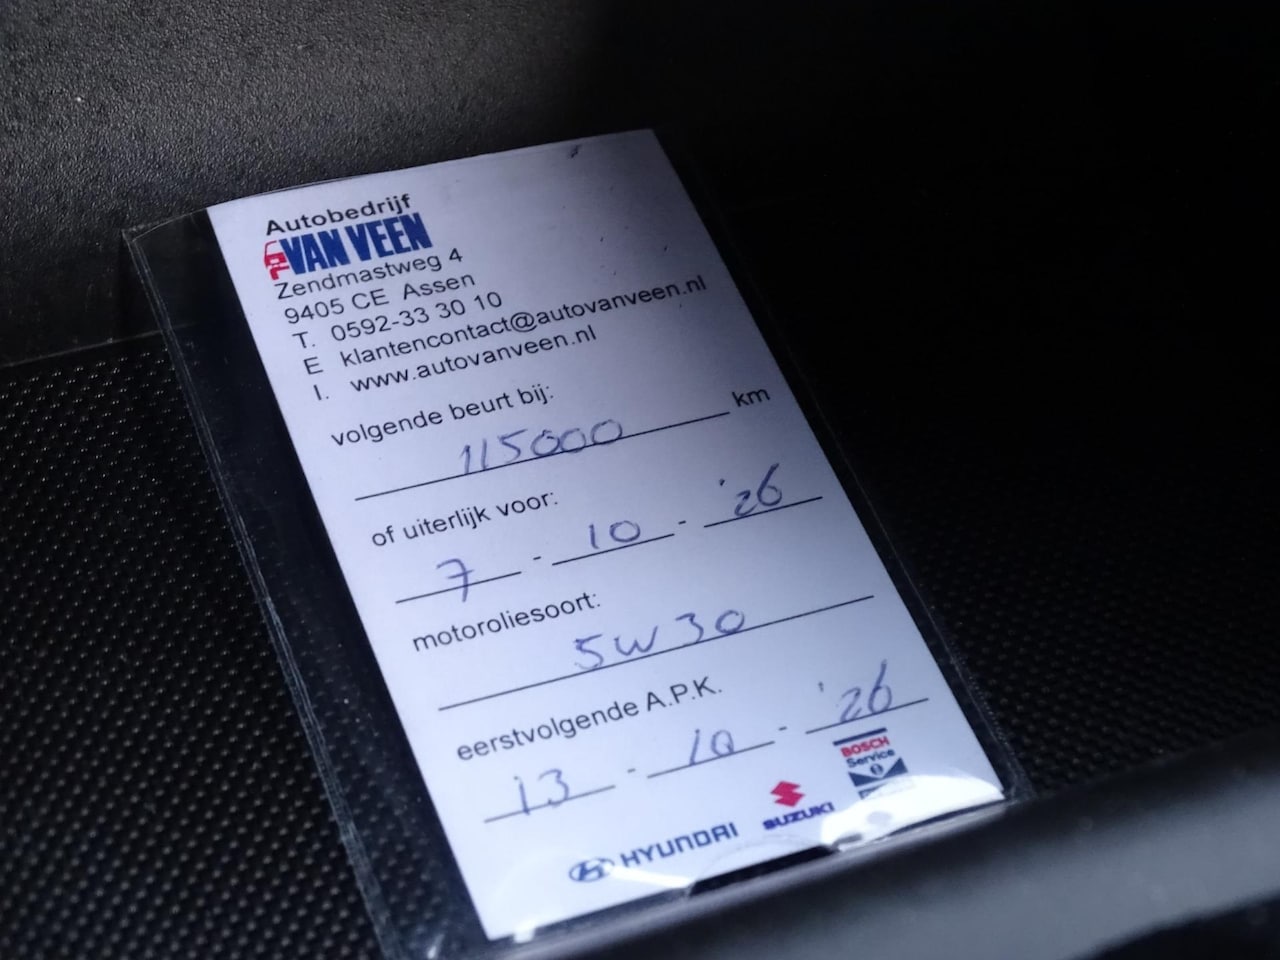 Autobedrijf
VAN VEEN
Zendmastweg 4
9405 CE Assen
T. 0592-33 30 10
E klantencontact@autovanveen.nl
I. www.autovanveen.nl
volgende beurt bij:
115000 km
of uiterlijk voor:
7 - 10 - '26
motoroliesoort:
5W30
eerstvolgende A.P.K.
13 - 10 - '26
BOSCH
Service
SUZUKI
HYUNDAI